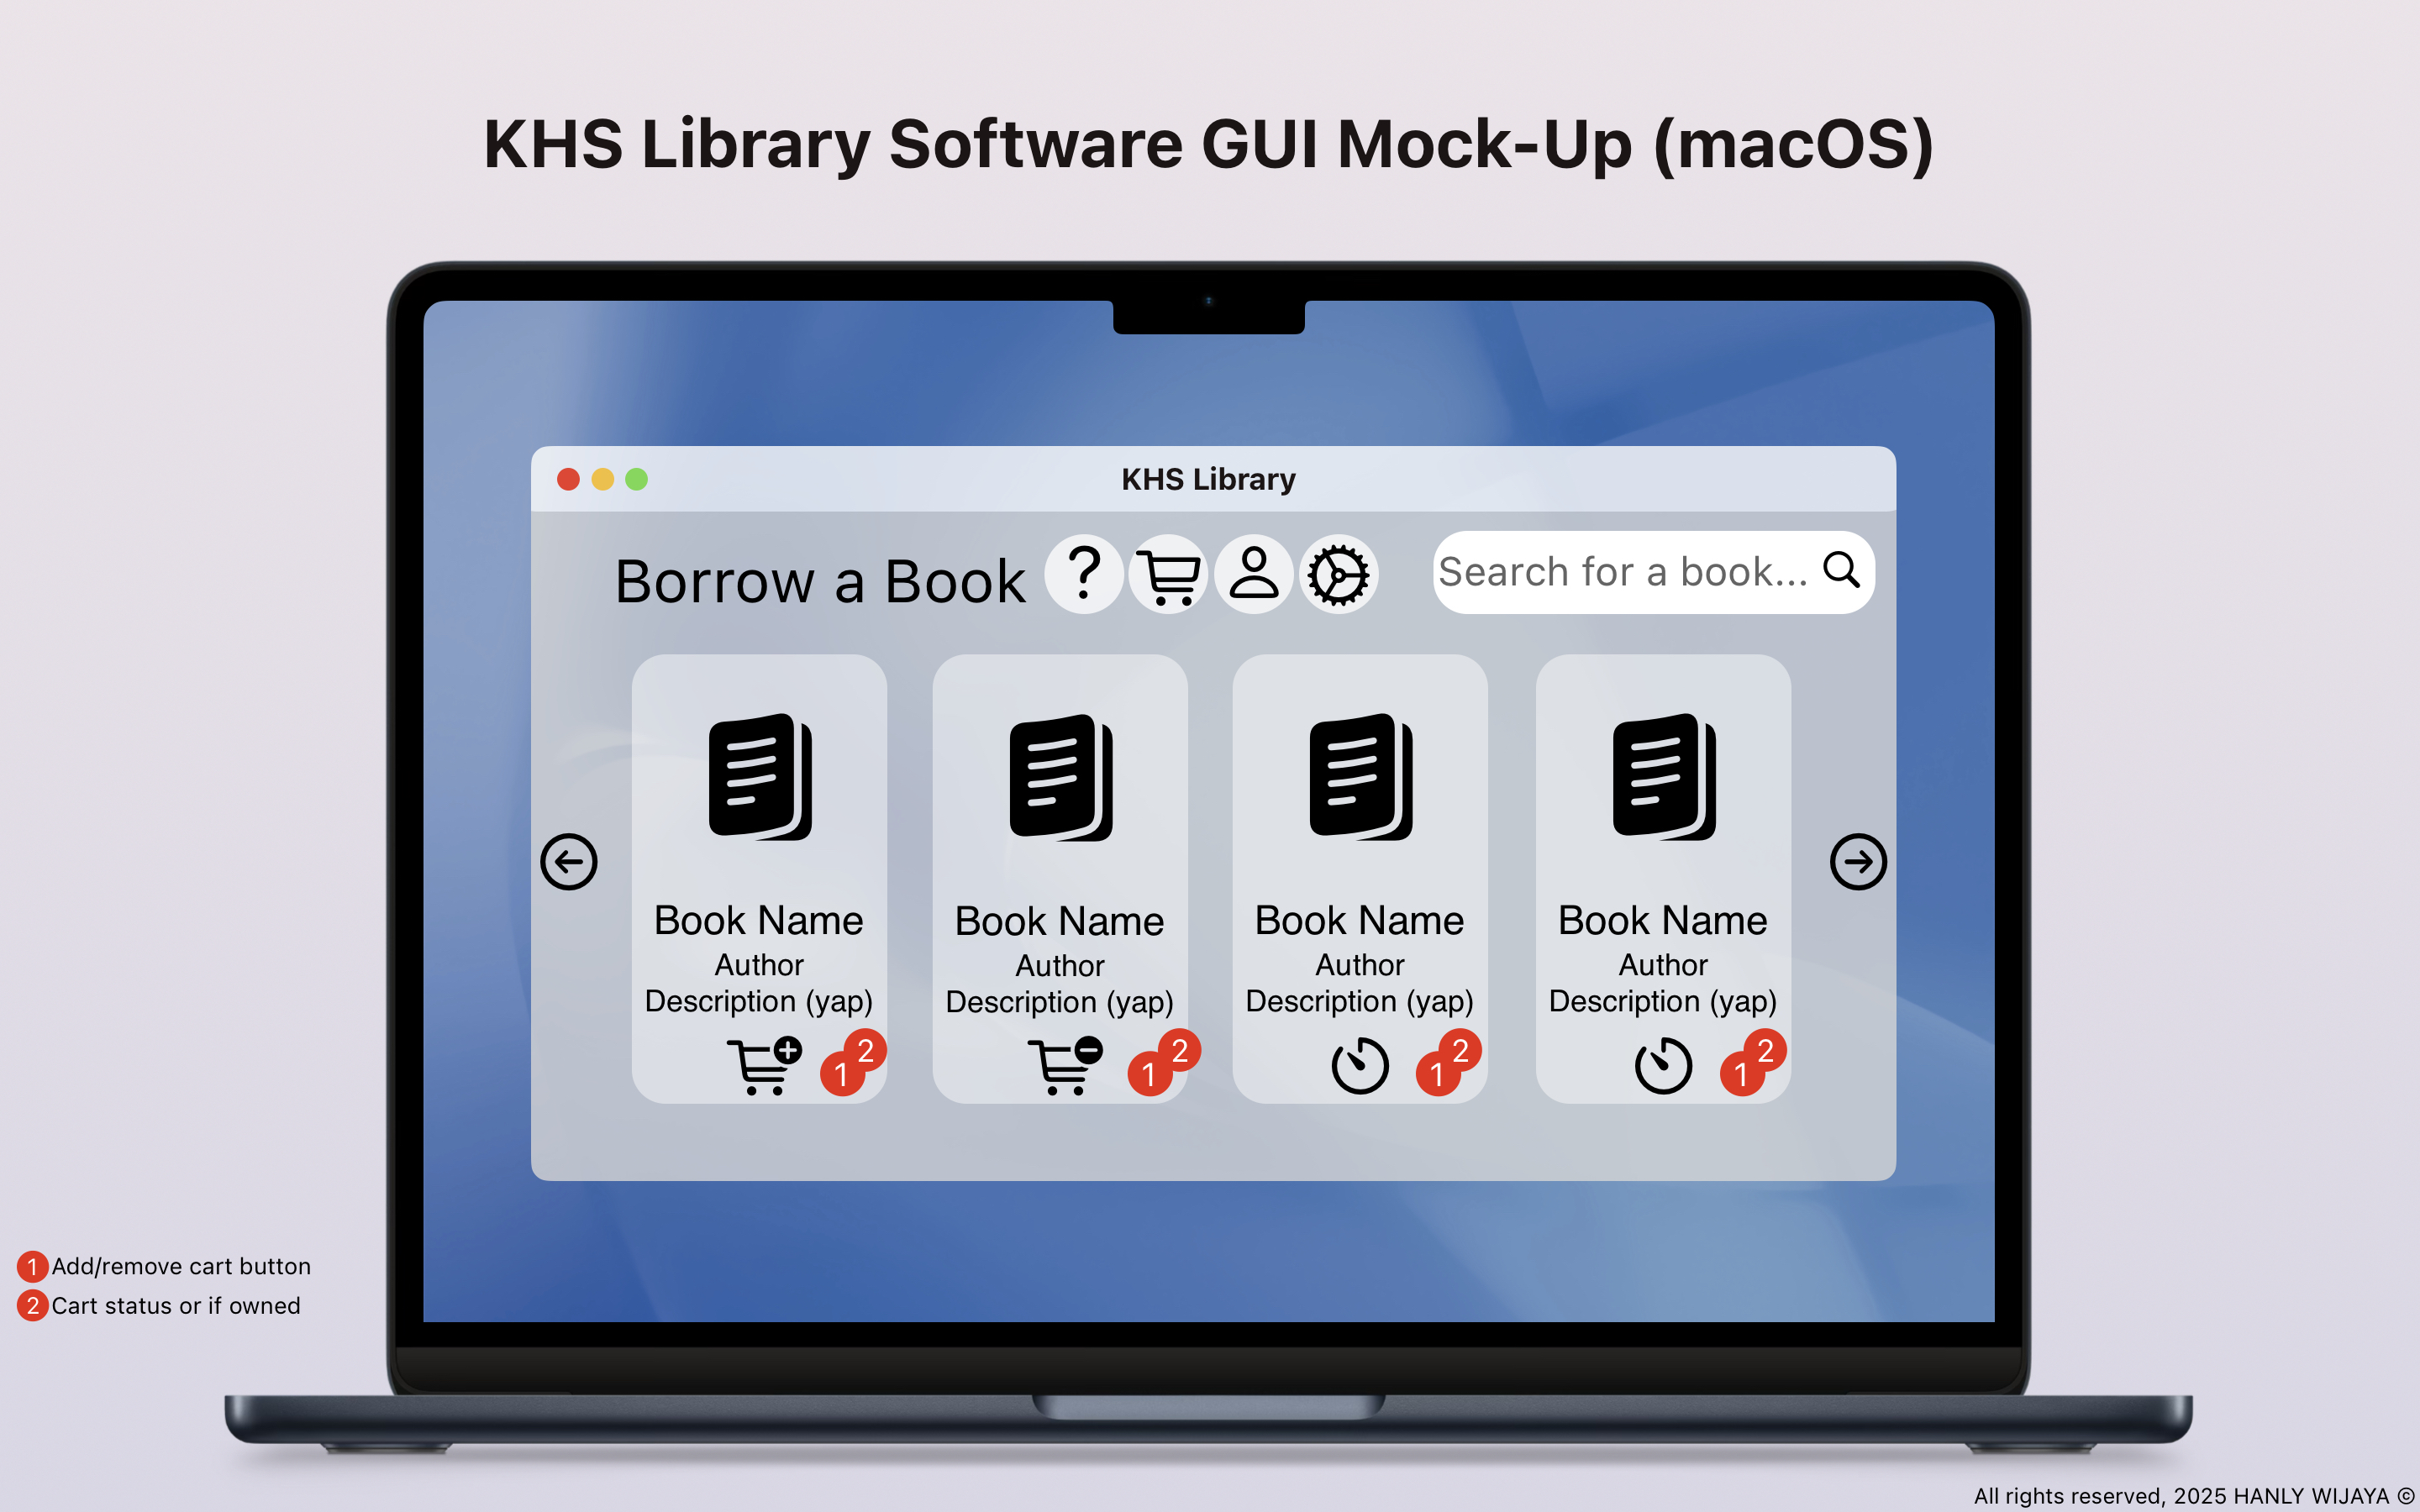 KHS Library Software GUI Mock-Up (macOS)
KHS Library
Borrow a Book
?
Search for a book...
Book Name
Author
Description (yap)
1 2
Book Name
Author
Description (yap)
1 2
Book Name
Author
Description (yap)
1 2
Book Name
Author
Description (yap)
1 2
1 Add/remove cart button
2 Cart status or if owned
All rights reserved, 2025 HANLY WIJAYA ©